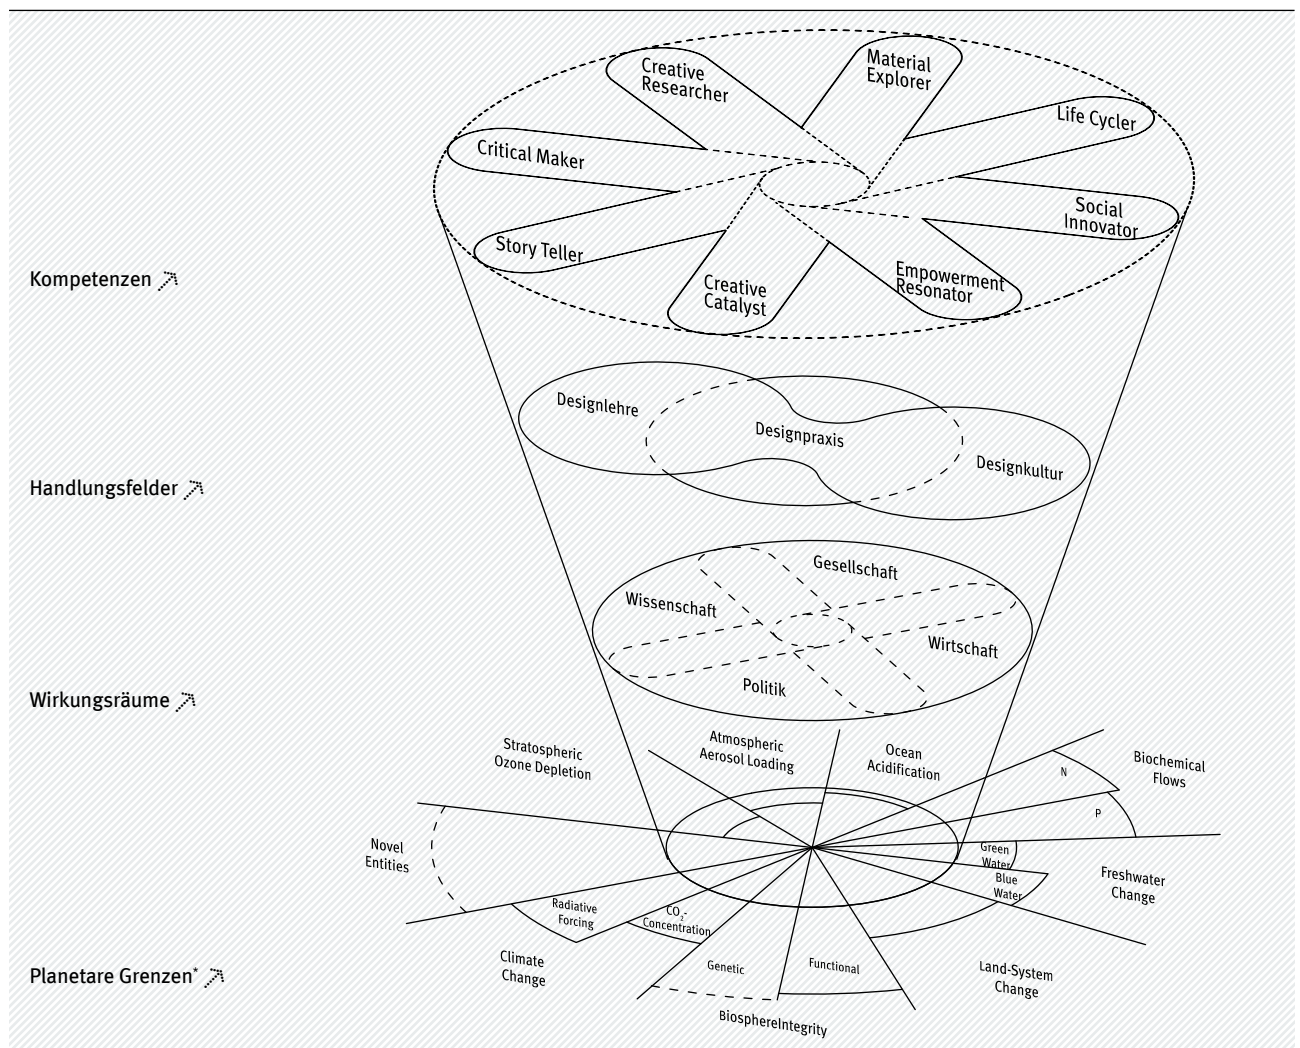 Creative
Researcher
Material
Explorer
Life Cycler
Critical Maker
Social
Innovator
Story Teller
Creative
Catalyst
Empowerment
Resonator
Kompetenzen
Designlehre
Designpraxis
Designkultur
Handlungsfelder
Gesellschaft
Wissenschaft
Wirtschaft
Politik
Wirkungsräume
Stratospheric
Ozone Depletion
Atmospheric
Aerosol Loading
Ocean
Acidification
N
Biochemical
Flows
P
Novel
Entities
Green
Water
Blue
Water
Freshwater
Change
Radiative
Forcing
CO₂-
Concentration
Climate
Change
Genetic
Functional
Land-System
Change
BiosphereIntegrity
Planetare Grenzen*